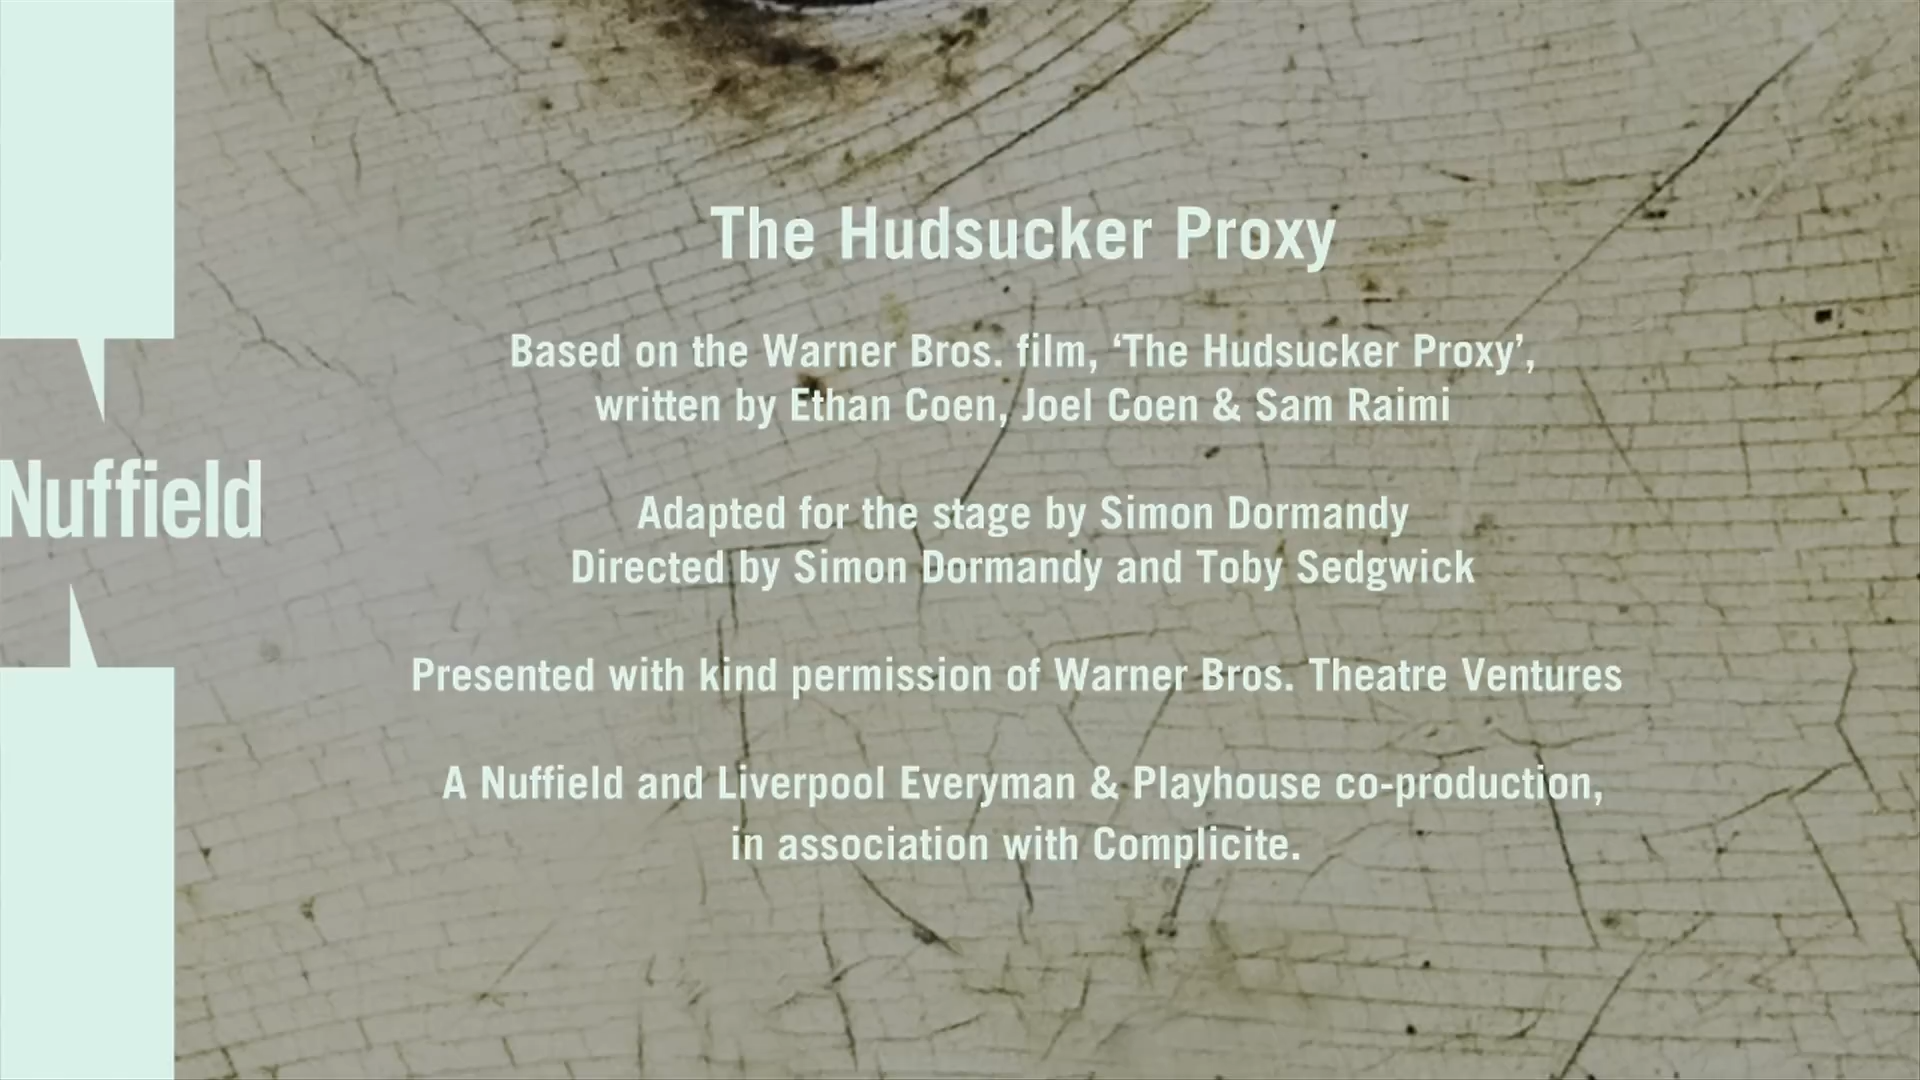 The Hudsucker Proxy
Based on the Warner Bros. film, ‘The Hudsucker Proxy’,
written by Ethan Coen, Joel Coen & Sam Raimi
Nuffield
Adapted for the stage by Simon Dormandy
Directed by Simon Dormandy and Toby Sedgwick
Presented with kind permission of Warner Bros. Theatre Ventures
A Nuffield and Liverpool Everyman & Playhouse co-production,
in association with Complicite.